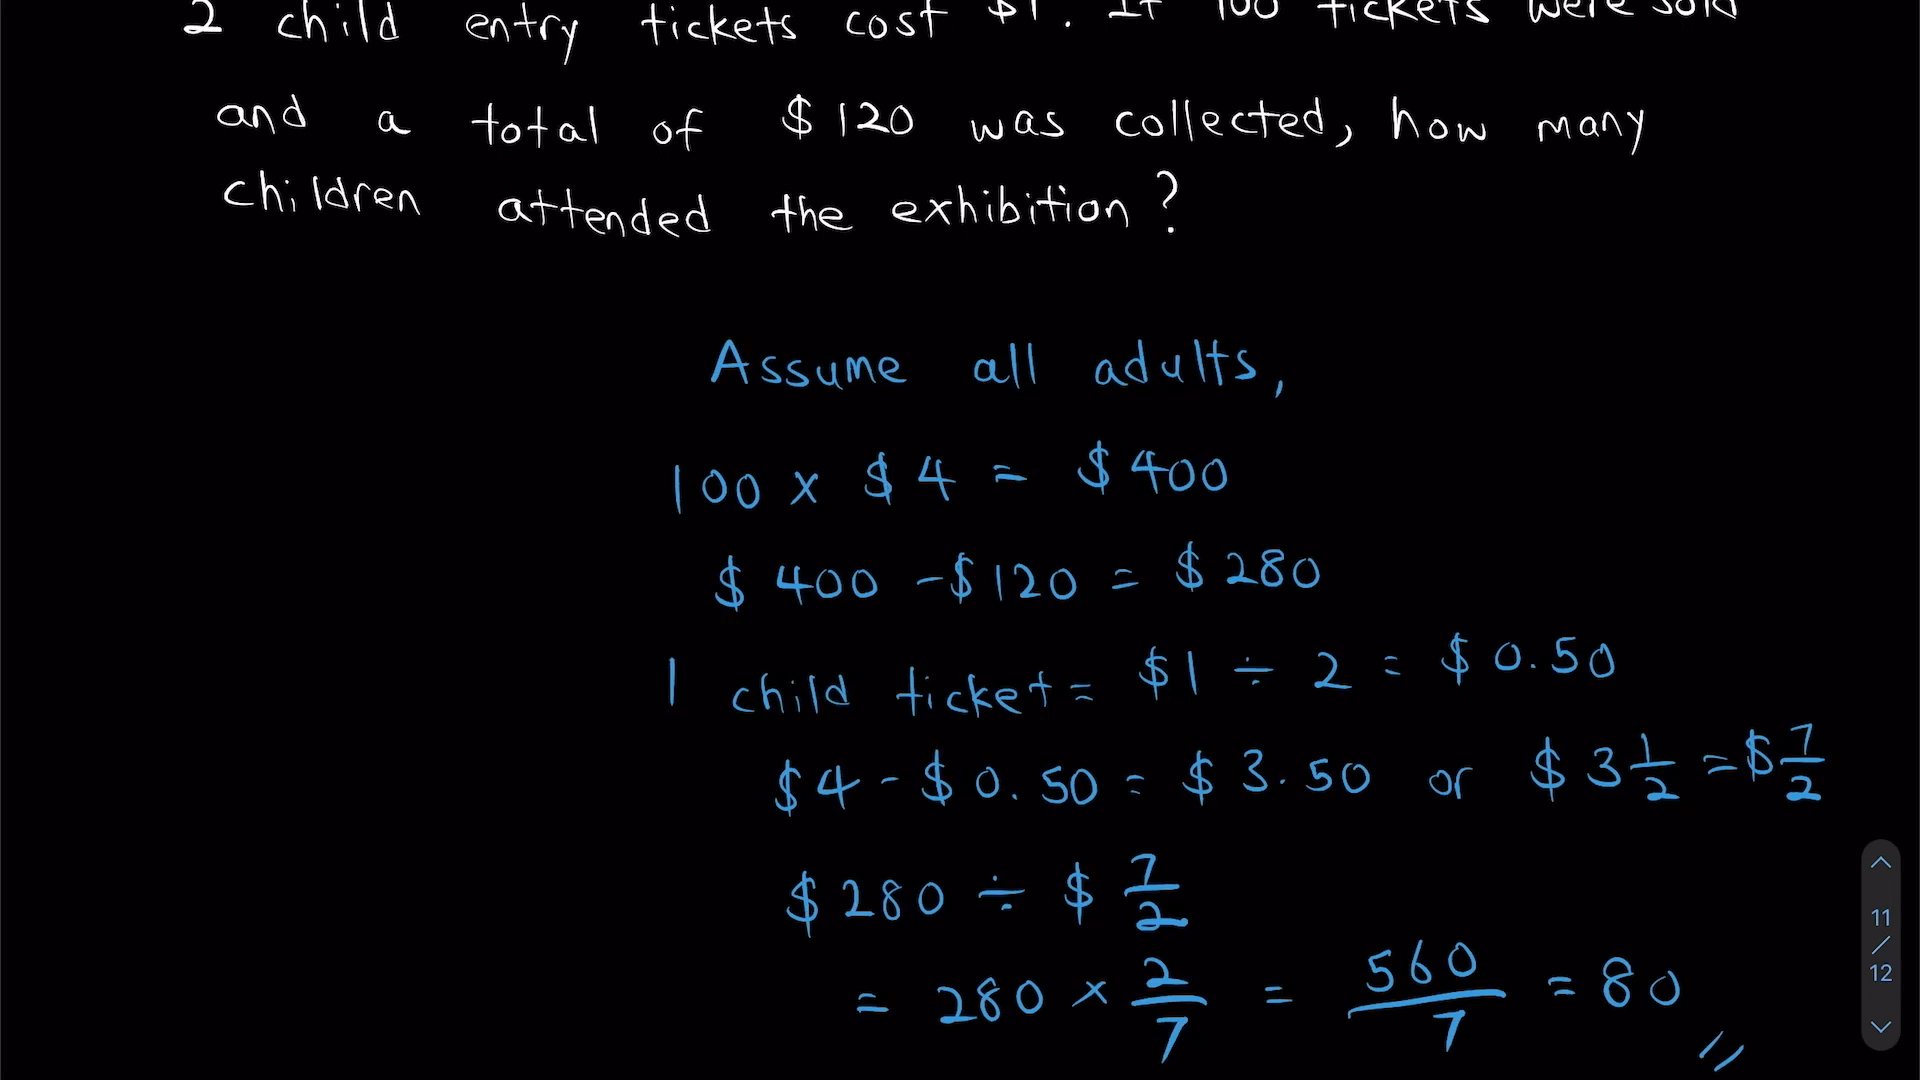 2 child entry tickets cost $1. If 100 tickets were sold
and a total of $120 was collected, how many
children attended the exhibition?
Assume all adults,
100 x $4 = $400
$400 - $120 = $280
1 child ticket = $1 ÷ 2 = $0.50
$4 - $0.50 = $3.50 or $3 1/2 = $ 7/2
$280 ÷ $ 7/2
= 280 x 2/7 = 560/7 = 80 //
11
/
12